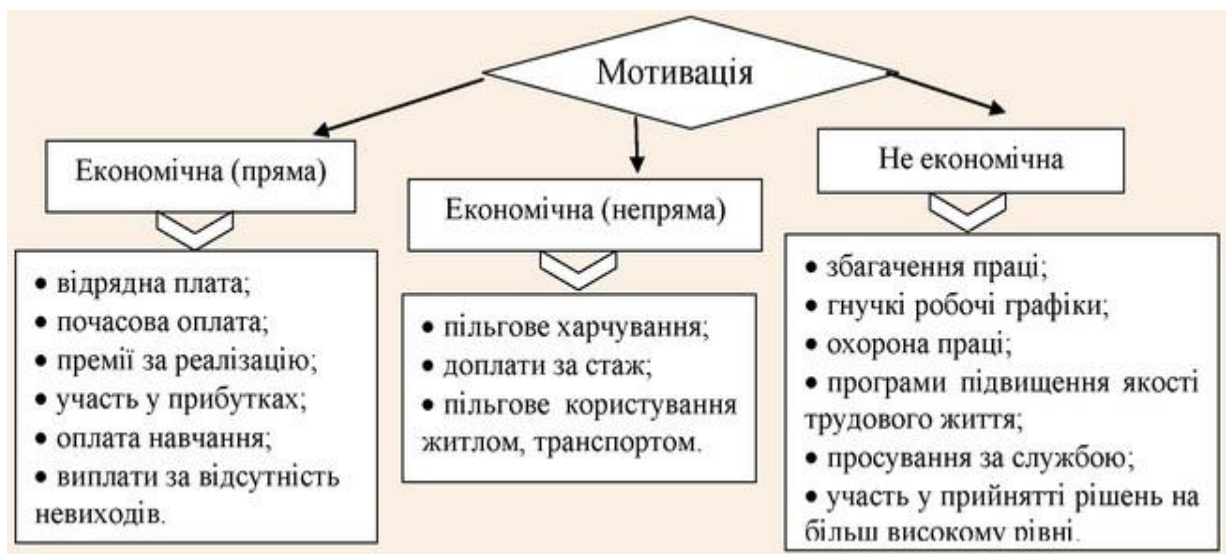 Мотивація
Економічна (пряма)
• відрядна плата;
• почасова оплата;
• премії за реалізацію;
• участь у прибутках;
• оплата навчання;
• виплати за відсутність
невиходів.
Економічна (непряма)
• пільгове харчування;
• доплати за стаж;
• пільгове користування
житлом, транспортом.
Не економічна
• збагачення праці;
• гнучкі робочі графіки;
• охорона праці;
• програми підвищення якості
трудового життя;
• просування за службою;
• участь у прийнятті рішень на
більш високому рівні.